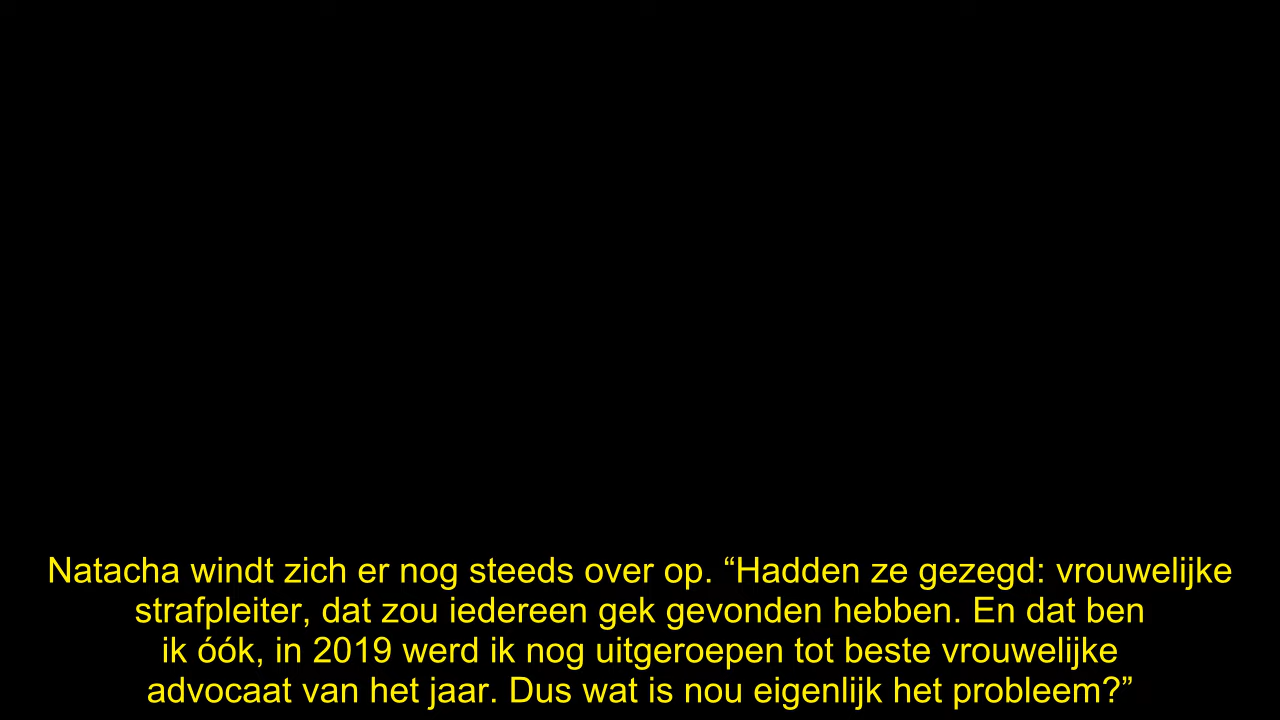 Natacha windt zich er nog steeds over op. “Hadden ze gezegd: vrouwelijke
strafpleiter, dat zou iedereen gek gevonden hebben. En dat ben
ik óók, in 2019 werd ik nog uitgeroepen tot beste vrouwelijke
advocaat van het jaar. Dus wat is nou eigenlijk het probleem?”